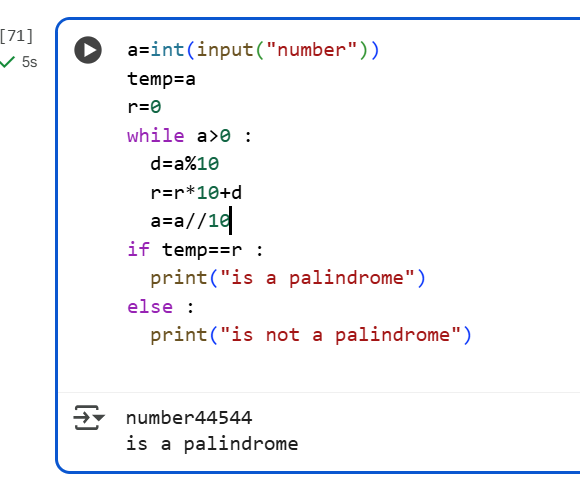 [71]
5s
a=int(input("number"))
temp=a
r=0
while a>0 :
  d=a%10
  r=r*10+d
  a=a//10
if temp==r :
  print("is a palindrome")
else :
  print("is not a palindrome")
number44544
is a palindrome